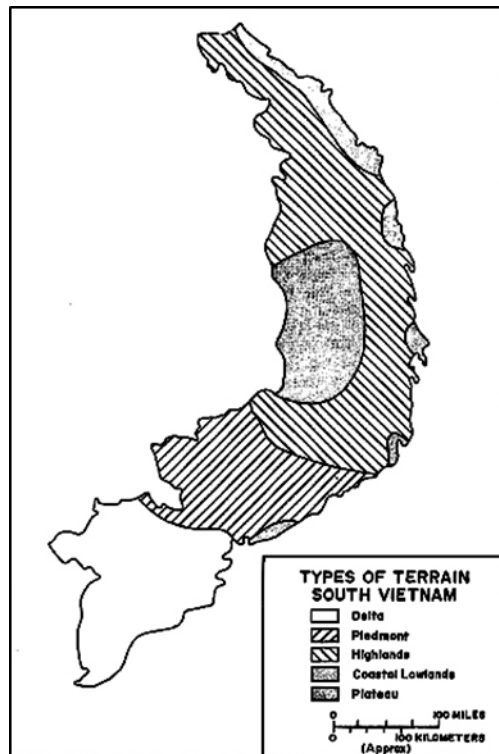 TYPES OF TERRAIN
SOUTH VIETNAM
Delta
Piedmont
Highlands
Coastal Lowlands
Plateau
0 100 MILES
0 100 KILOMETERS
(Approx)